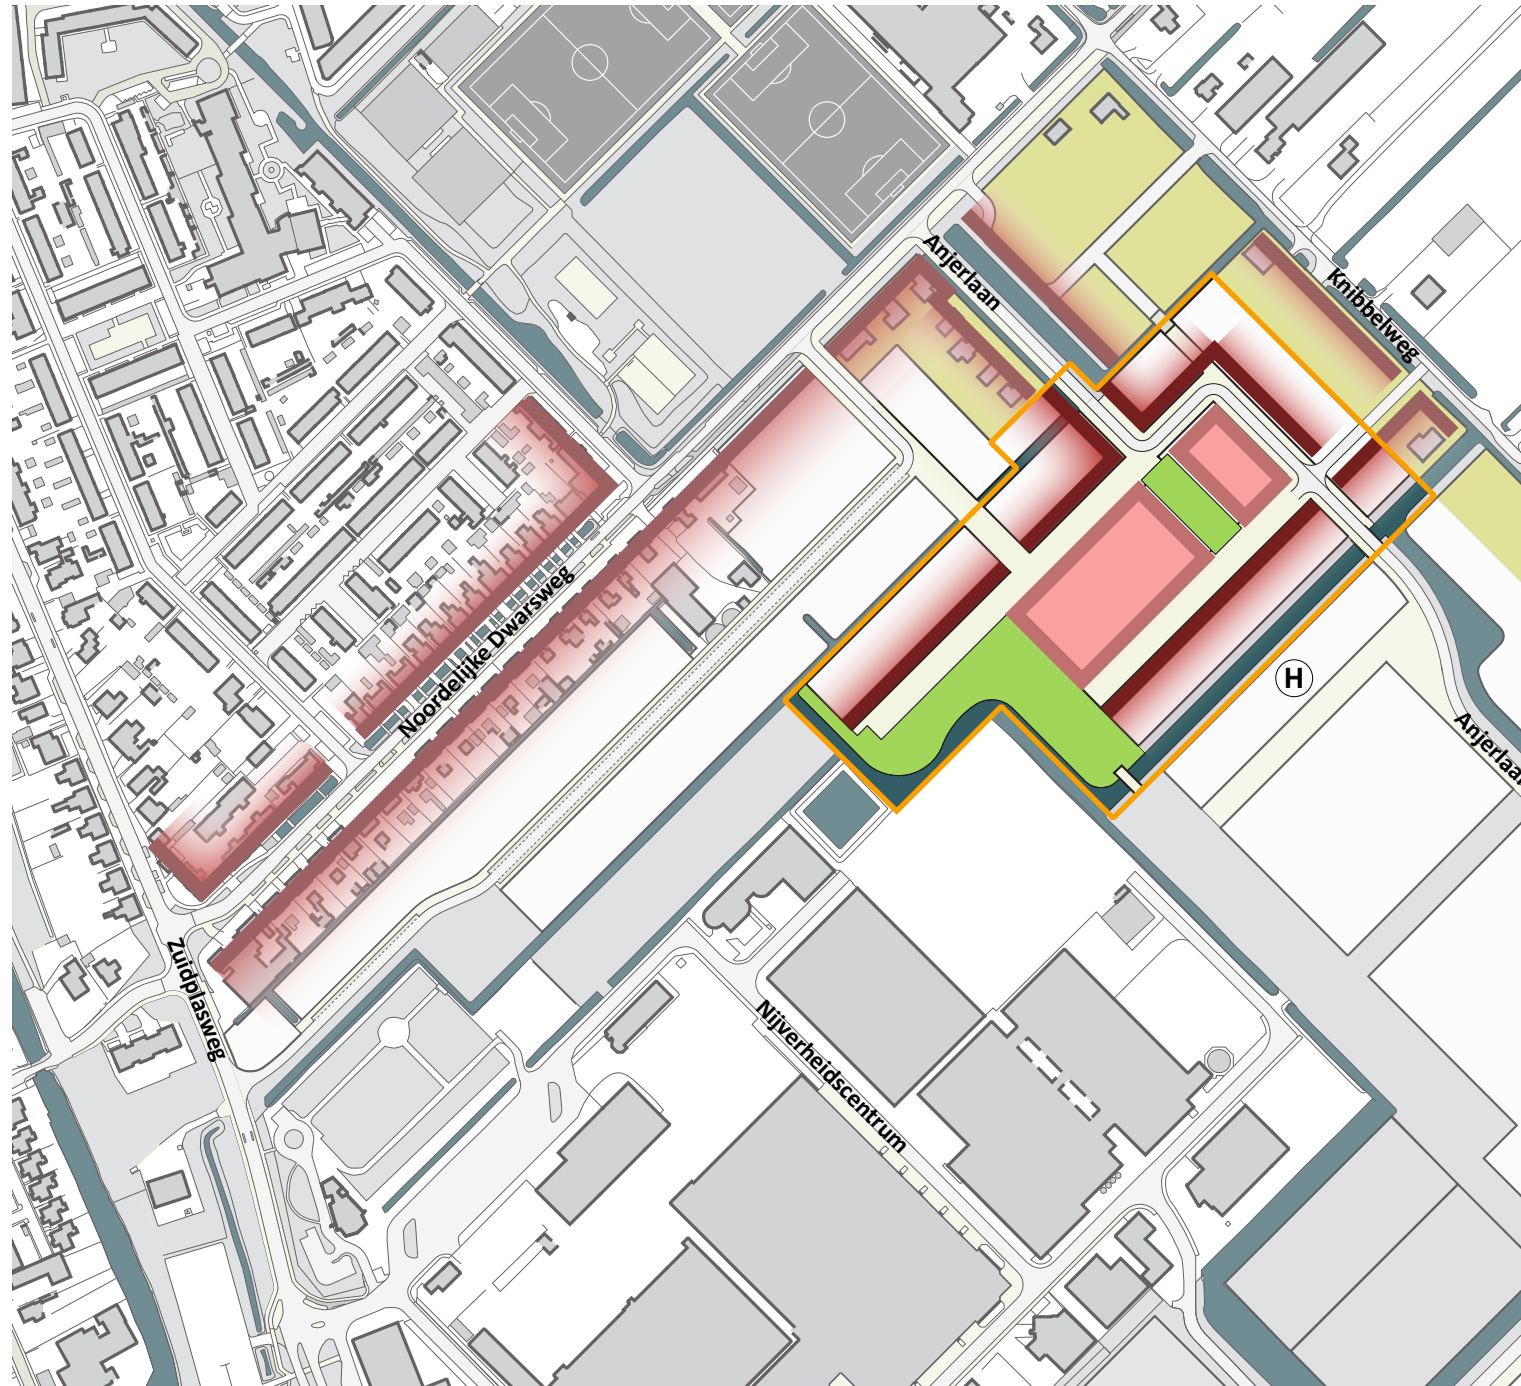 Anjerlaan
Knibbelweg
Noordelijke Dwarsweg
H
Anjerlaan
Zuidplasweg
Nijverheidscentrum